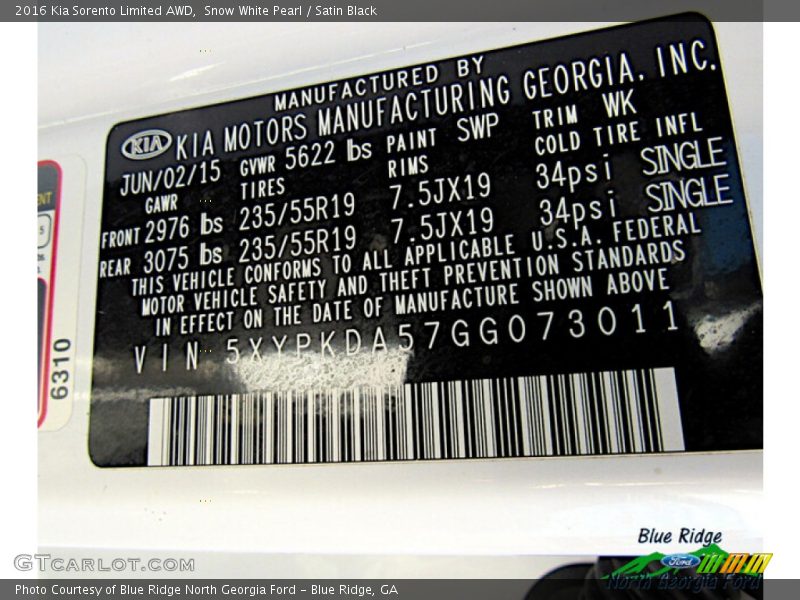 2016 Kia Sorento Limited AWD, Snow White Pearl / Satin Black
MANUFACTURED BY
KIA KIA MOTORS MANUFACTURING GEORGIA, INC.
JUN/02/15 GVWR 5622 lbs PAINT SWP TRIM WK
GAWR TIRES RIMS COLD TIRE INFL
FRONT 2976 lbs 235/55R19 7.5JX19 34psi SINGLE
REAR 3075 lbs 235/55R19 7.5JX19 34psi SINGLE
THIS VEHICLE CONFORMS TO ALL APPLICABLE U.S.A. FEDERAL
MOTOR VEHICLE SAFETY AND THEFT PREVENTION STANDARDS
IN EFFECT ON THE DATE OF MANUFACTURE SHOWN ABOVE
VIN 5XYPKDA57GG073011
6310
Blue Ridge
Ford
North Georgia Ford
GTCARLOT.COM
Photo Courtesy of Blue Ridge North Georgia Ford – Blue Ridge, GA